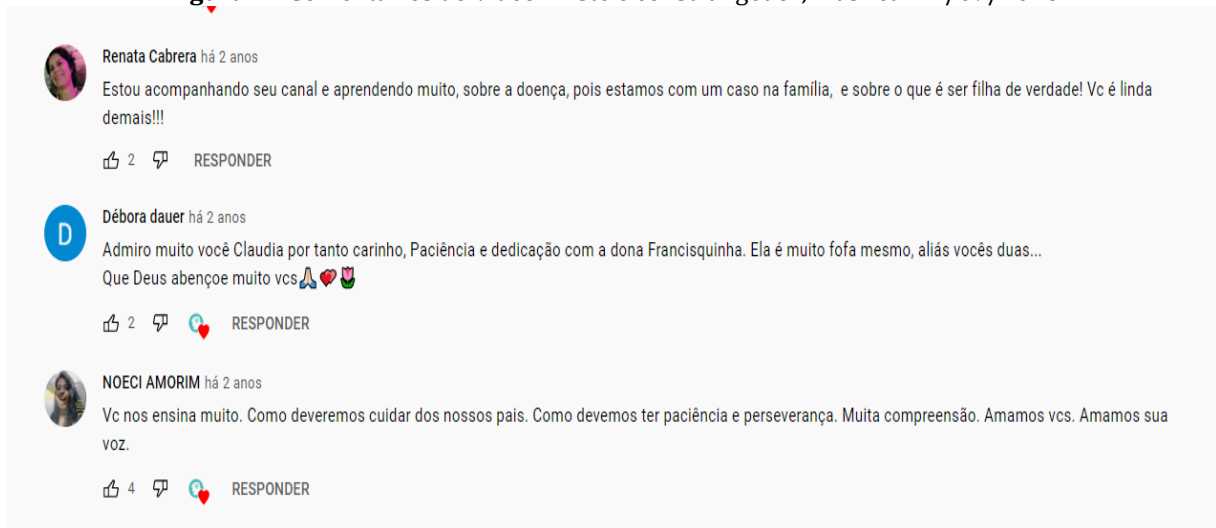 Renata Cabrera há 2 anos
Estou acompanhando seu canal e aprendendo muito, sobre a doença, pois estamos com um caso na família, e sobre o que é ser filha de verdade! Vc é linda
demais!!!
2 RESPONDER
D
Débora dauer há 2 anos
Admiro muito você Claudia por tanto carinho, Paciência e dedicação com a dona Francisquinha. Ela é muito fofa mesmo, aliás vocês duas...
Que Deus abençoe muito vcs🙏🏻💕🌷
2 RESPONDER
NOECI AMORIM há 2 anos
Vc nos ensina muito. Como deveremos cuidar dos nossos pais. Como devemos ter paciência e perseverança. Muita compreensão. Amamos vcs. Amamos sua
voz.
4 RESPONDER